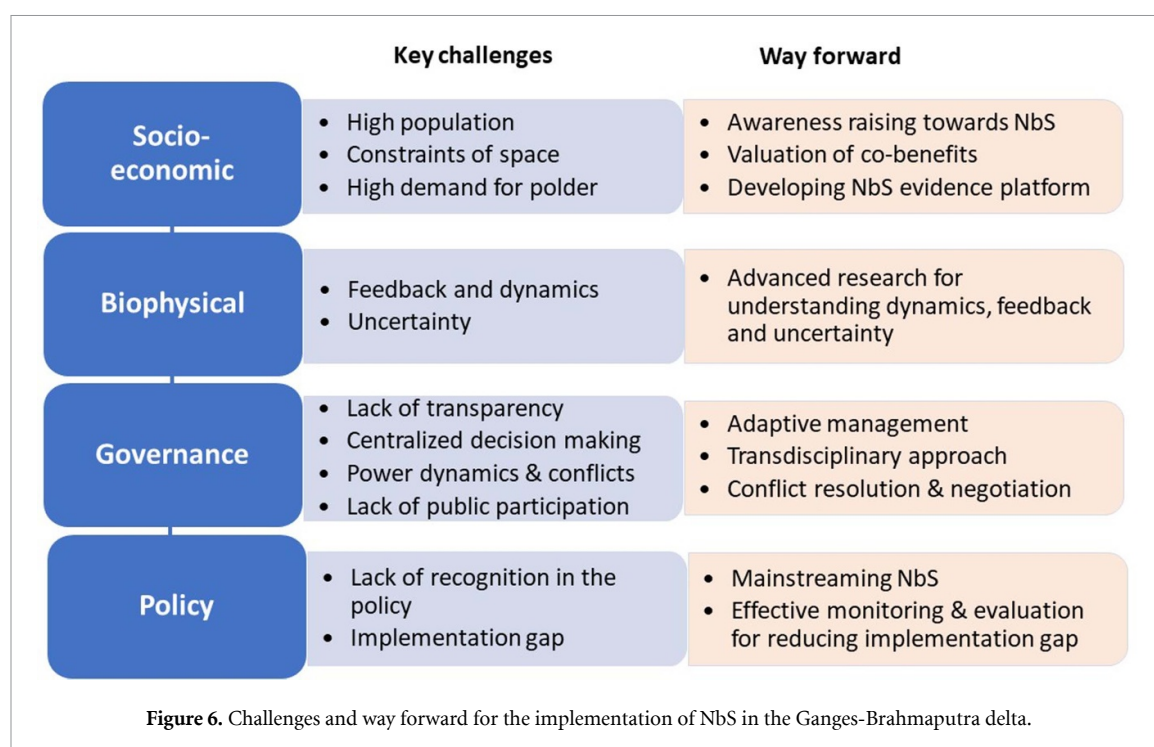 Key challenges
Way forward
Socio-
economic
• High population
• Constraints of space
• High demand for polder
• Awareness raising towards NbS
• Valuation of co-benefits
• Developing NbS evidence platform
Biophysical
• Feedback and dynamics
• Uncertainty
• Advanced research for
understanding dynamics, feedback
and uncertainty
Governance
• Lack of transparency
• Centralized decision making
• Power dynamics & conflicts
• Lack of public participation
• Adaptive management
• Transdisciplinary approach
• Conflict resolution & negotiation
Policy
• Lack of recognition in the
policy
• Implementation gap
• Mainstreaming NbS
• Effective monitoring & evaluation
for reducing implementation gap
Figure 6. Challenges and way forward for the implementation of NbS in the Ganges-Brahmaputra delta.